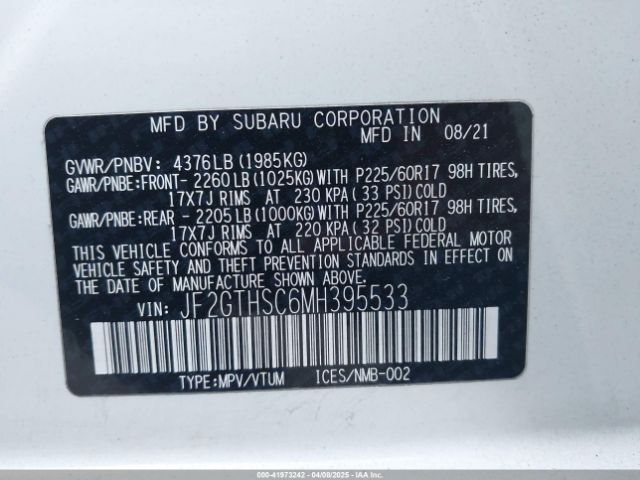 MFD BY SUBARU CORPORATION
MFD IN 08/21
GVWR/PNBV: 4376LB (1985KG)
GAWR/PNBE:FRONT- 2260LB (1025KG)WITH P225/60R17 98H TIRES,
17X7J RIMS AT 230 KPA (33 PSI)COLD
GAWR/PNBE:REAR - 2205LB (1000KG)WITH P225/60R17 98H TIRES,
17X7J RIMS AT 220 KPA (32 PSI)COLD
THIS VEHICLE CONFORMS TO ALL APPLICABLE FEDERAL MOTOR
VEHICLE SAFETY AND THEFT PREVENTION STANDARDS IN EFFECT ON
THE DATE OF MANUFACTURE SHOWN ABOVE.
VIN: JF2GTHSC6MH395533
TYPE:MPV/VTUM ICES/NMB-002
000-41973242 - 04/08/2025 - 55332